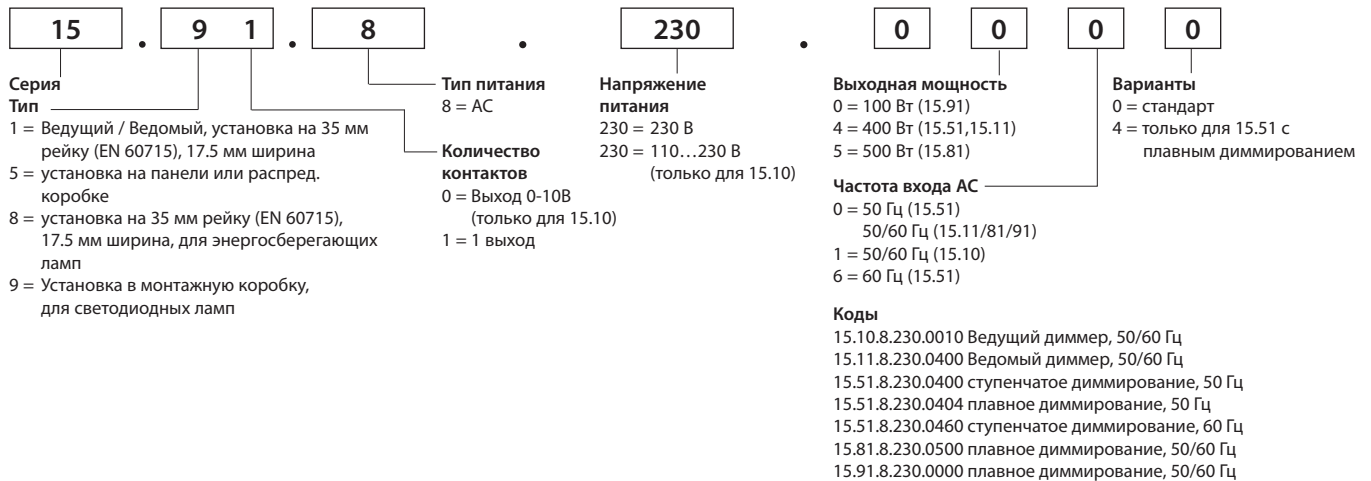 15 . 9 1 . 8 . 230 . 0 0 0 0
Серия
Тип
1 = Ведущий / Ведомый, установка на 35 мм
рейку (EN 60715), 17.5 мм ширина
5 = установка на панели или распред.
коробке
8 = установка на 35 мм рейку (EN 60715),
17.5 мм ширина, для энергосберегающих
ламп
9 = Установка в монтажную коробку,
для светодиодных ламп
Тип питания
8 = AC
Количество
контактов
0 = Выход 0-10В
(только для 15.10)
1 = 1 выход
Напряжение
питания
230 = 230 В
230 = 110…230 В
(только для 15.10)
Выходная мощность
0 = 100 Вт (15.91)
4 = 400 Вт (15.51,15.11)
5 = 500 Вт (15.81)
Частота входа AC
0 = 50 Гц (15.51)
50/60 Гц (15.11/81/91)
1 = 50/60 Гц (15.10)
6 = 60 Гц (15.51)
Варианты
0 = стандарт
4 = только для 15.51 с
плавным диммированием
Коды
15.10.8.230.0010 Ведущий диммер, 50/60 Гц
15.11.8.230.0400 Ведомый диммер, 50/60 Гц
15.51.8.230.0400 ступенчатое диммирование, 50 Гц
15.51.8.230.0404 плавное диммирование, 50 Гц
15.51.8.230.0460 ступенчатое диммирование, 60 Гц
15.81.8.230.0500 плавное диммирование, 50/60 Гц
15.91.8.230.0000 плавное диммирование, 50/60 Гц